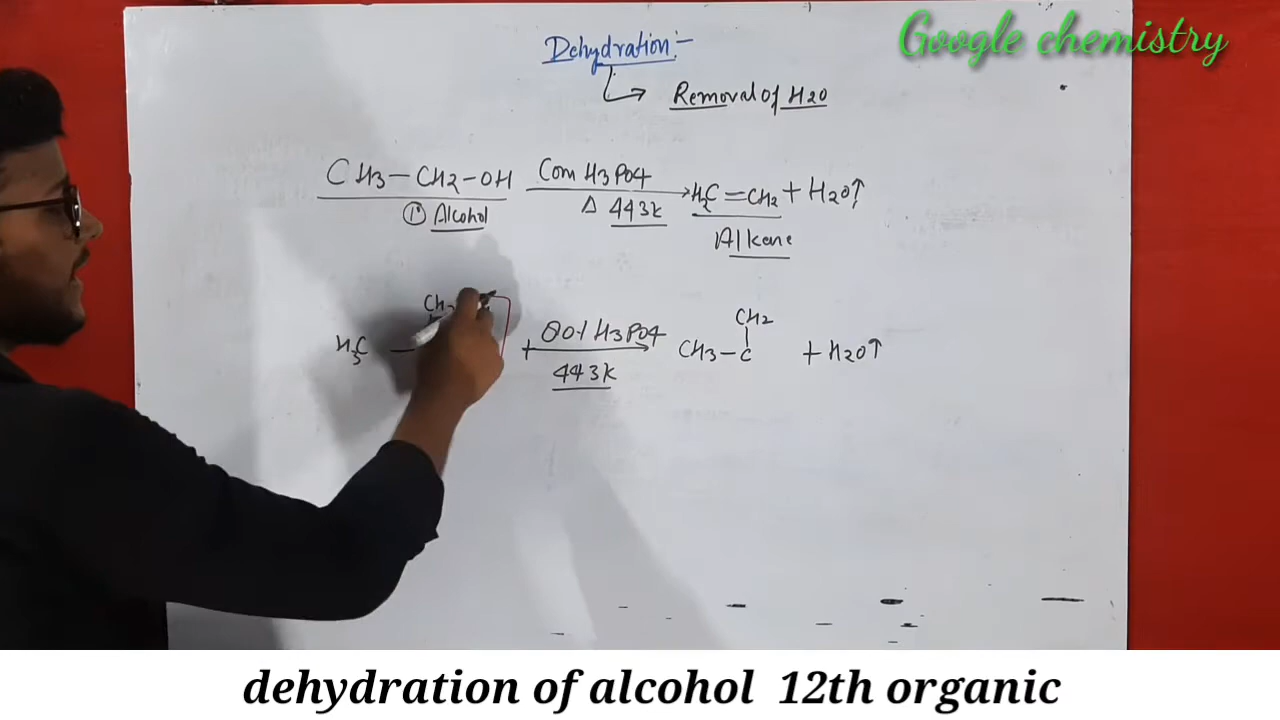 Google chemistry
Dehydration:-
Removal of H2O
CH3-CH2-OH Con H3PO4 H2C=CH2+H2O↑
Δ 443K
1° Alcohol
Alkene
CH
H3C + H3PO4 CH3-C +H2O↑
CH2
443K
dehydration of alcohol 12th organic